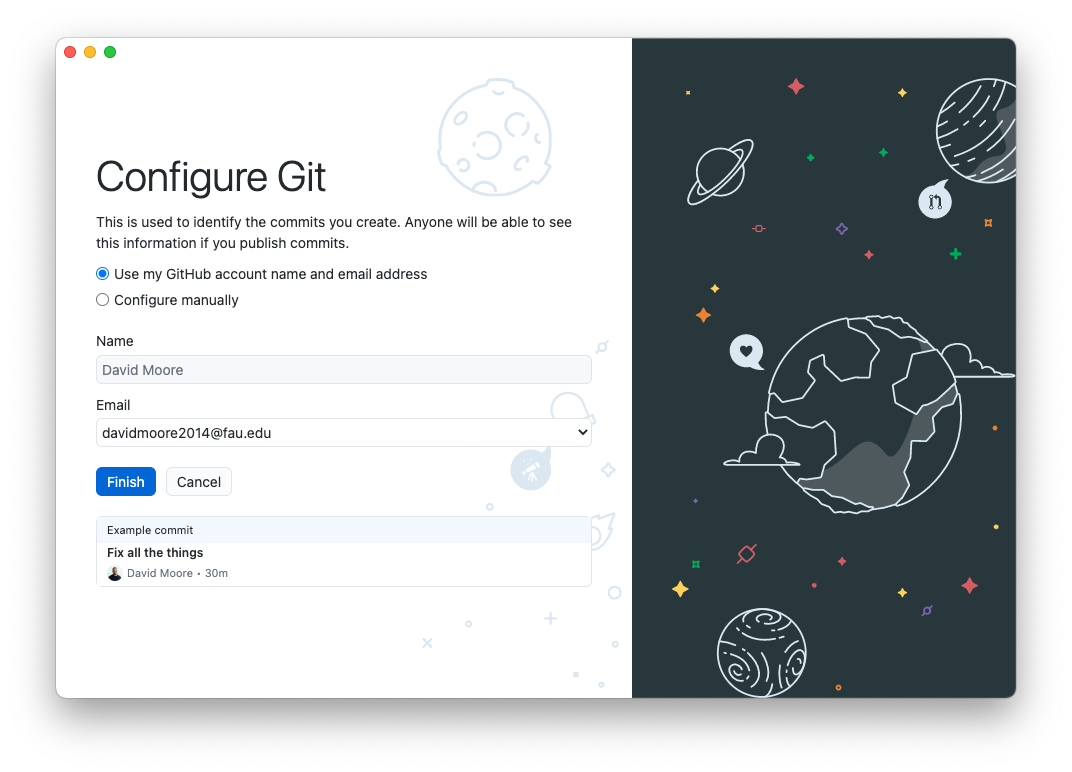 Configure Git
This is used to identify the commits you create. Anyone will be able to see
this information if you publish commits.
Use my GitHub account name and email address
Configure manually
Name
David Moore
Email
davidmoore2014@fau.edu
Finish Cancel
Example commit
Fix all the things
David Moore • 30m